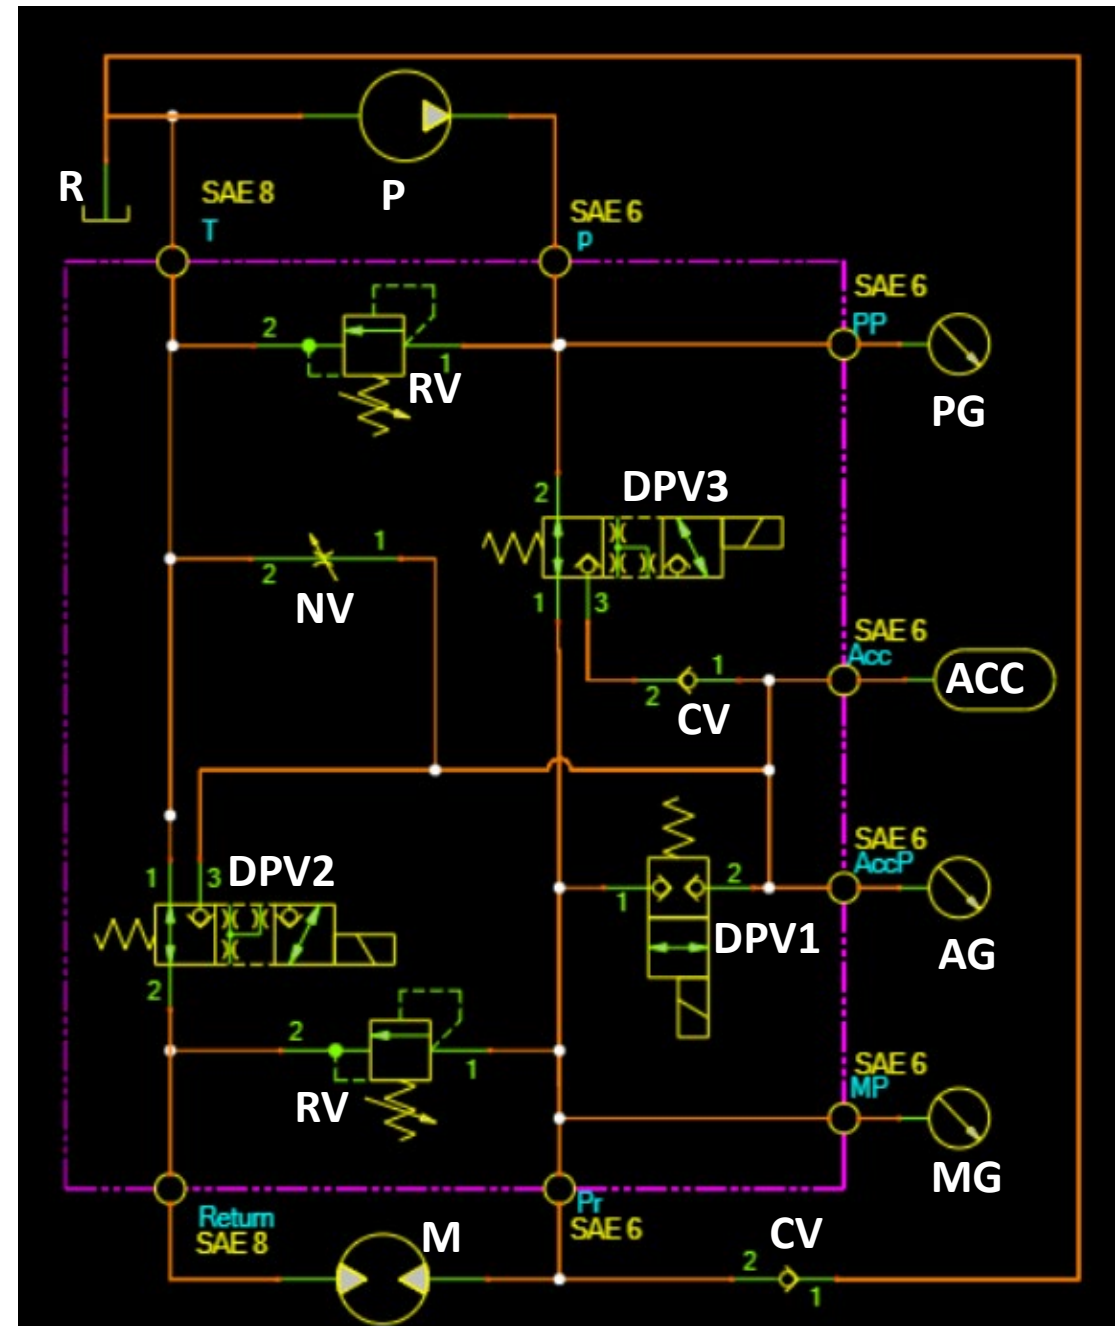 R
P
SAE 8
T
SAE 6
p
SAE 6
PP
2
1
RV
PG
DPV3
2
1
2
NV
1
3
SAE 6
Acc
ACC
1
2
CV
SAE 6
AccP
1
3
DPV2
2
1
DPV1
AG
2
2
1
RV
SAE 6
MP
MG
Return
SAE 8
M
Pr
SAE 6
CV
2
1